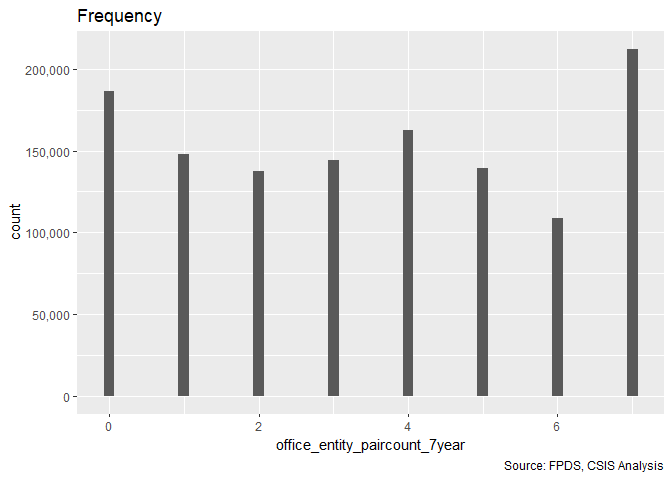 Frequency
200,000
150,000
100,000
50,000
0
count
0 2 4 6
office_entity_paircount_7year
Source: FPDS, CSIS Analysis